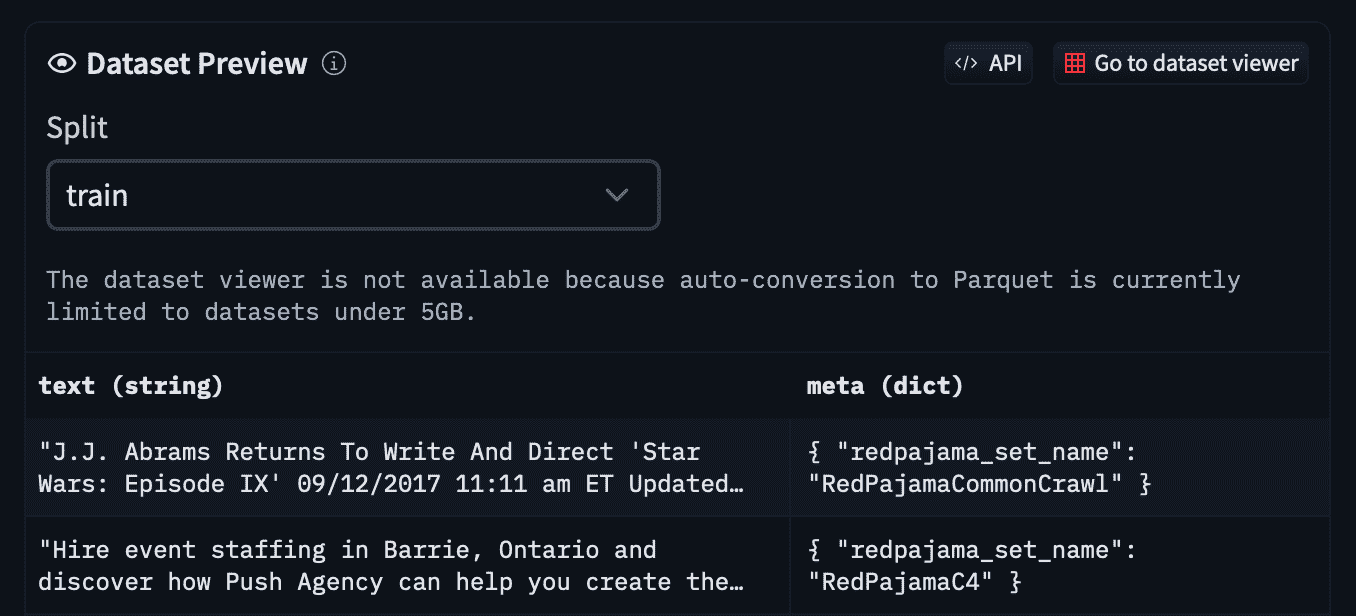 Dataset Preview
</> API
Go to dataset viewer
Split
train
The dataset viewer is not available because auto-conversion to Parquet is currently
limited to datasets under 5GB.
text (string)
meta (dict)
"J.J. Abrams Returns To Write And Direct 'Star
Wars: Episode IX' 09/12/2017 11:11 am ET Updated…
{ "redpajama_set_name":
"RedPajamaCommonCrawl" }
"Hire event staffing in Barrie, Ontario and
discover how Push Agency can help you create the…
{ "redpajama_set_name":
"RedPajamaC4" }